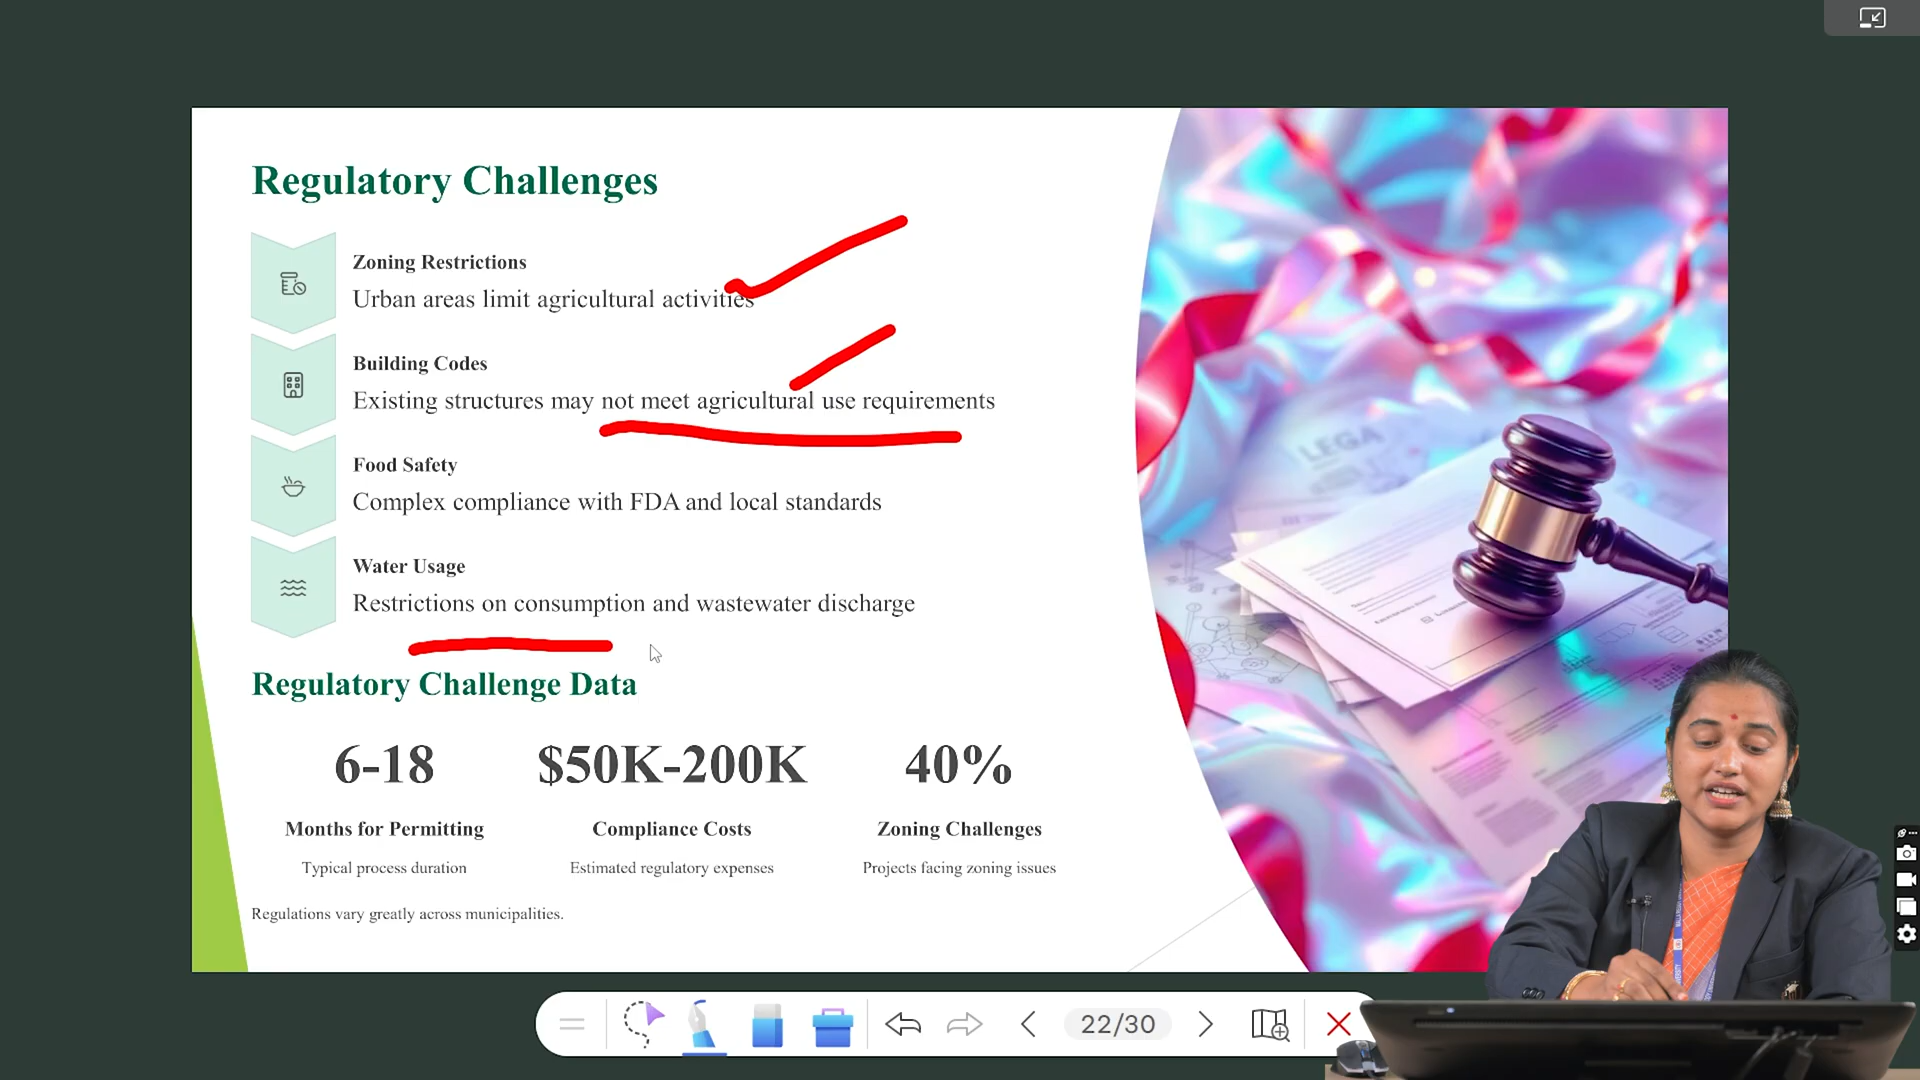 Regulatory Challenges
Zoning Restrictions
Urban areas limit agricultural activities
Building Codes
Existing structures may not meet agricultural use requirements
Food Safety
Complex compliance with FDA and local standards
Water Usage
Restrictions on consumption and wastewater discharge
Regulatory Challenge Data
6-18
$50K-200K
40%
Months for Permitting
Compliance Costs
Zoning Challenges
Typical process duration
Estimated regulatory expenses
Projects facing zoning issues
Regulations vary greatly across municipalities.
LEGA
22/30